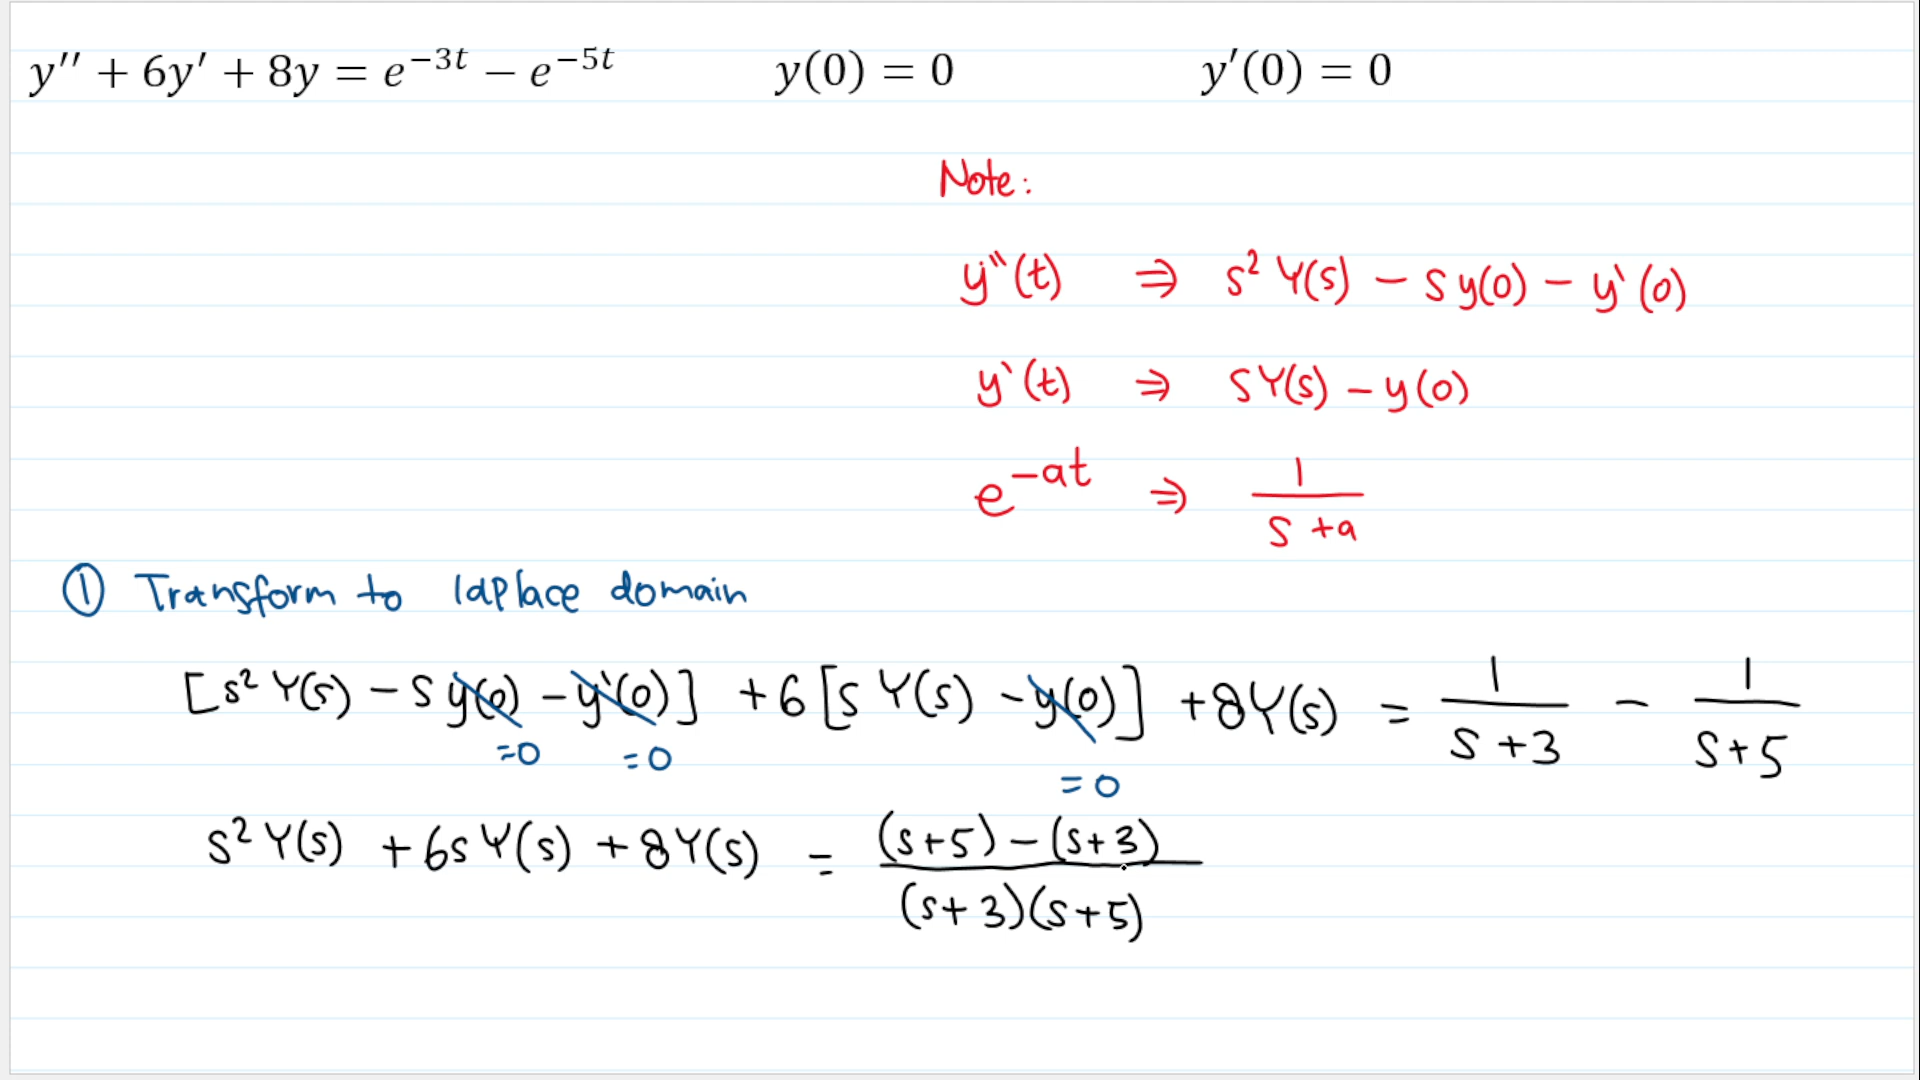 y'' + 6y' + 8y = e^{-3t} − e^{-5t} y(0) = 0 y'(0) = 0
Note:
y''(t) ⇒ s² Y(s) − s y(0) − y'(0)
y'(t) ⇒ sY(s) − y(0)
e^{-at} ⇒ 1/(s+a)
① Transform to laplace domain
[s² Y(s) − s y(0) − y'(0)] + 6[s Y(s) − y(0)] + 8Y(s) = 1/(s+3) − 1/(s+5)
=0 =0 =0
s² Y(s) + 6s Y(s) + 8Y(s) = ((s+5) − (s+3))/((s+3)(s+5))